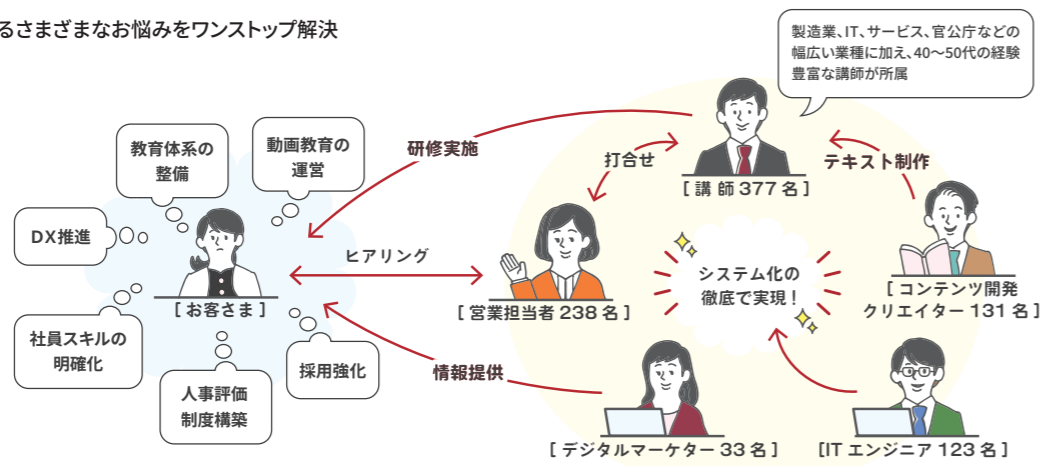 るさまざまなお悩みをワンストップ解決
製造業、IT、サービス、官公庁などの
幅広い業種に加え、40～50代の経験
豊富な講師が所属
教育体系の
整備
動画教育の
運営
DX推進
社員スキルの
明確化
人事評価
制度構築
採用強化
[ お客さま ]
研修実施
ヒアリング
情報提供
打合せ
テキスト制作
[ 講 師 377 名 ]
[ 営業担当者 238 名 ]
システム化の
徹底で実現！
[ コンテンツ開発
クリエイター 131 名 ]
[ デジタルマーケター 33 名 ]
[IT エンジニア 123 名 ]